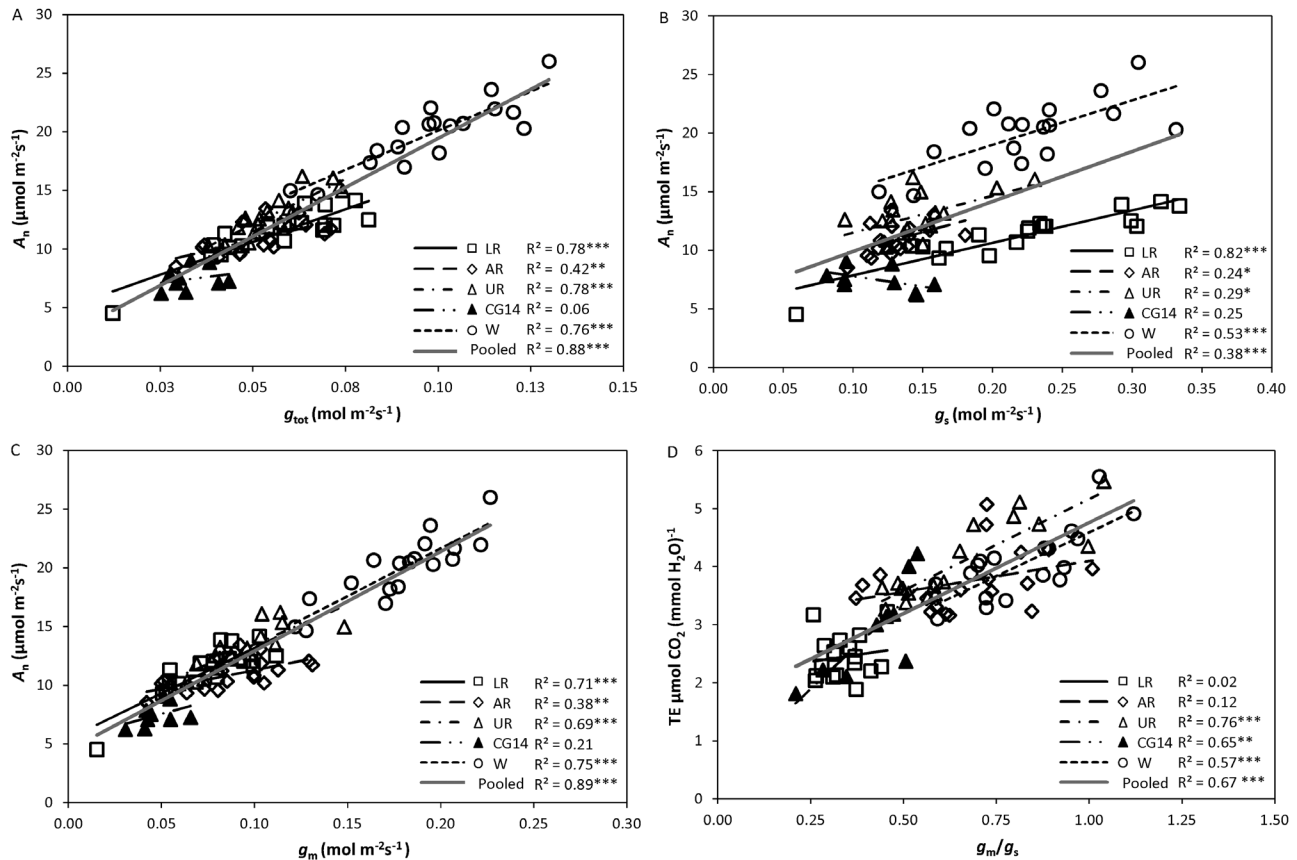 A
An (µmol m-2s-1)
30
25
20
15
10
5
0
LR R² = 0.78***
AR R² = 0.42**
UR R² = 0.78***
CG14 R² = 0.06
W R² = 0.76***
Pooled R² = 0.88***
0.00 0.03 0.05 0.08 0.10 0.13 0.15
gtot (mol m-2s-1)
B
An (µmol m-2s-1)
30
25
20
15
10
5
0
LR R² = 0.82***
AR R² = 0.24*
UR R² = 0.29*
CG14 R² = 0.25
W R² = 0.53***
Pooled R² = 0.38***
0.00 0.05 0.10 0.15 0.20 0.25 0.30 0.35 0.40
gs (mol m-2s-1)
C
An (µmol m-2s-1)
30
25
20
15
10
5
0
LR R² = 0.71***
AR R² = 0.38**
UR R² = 0.69***
CG14 R² = 0.21
W R² = 0.75***
Pooled R² = 0.89***
0.00 0.05 0.10 0.15 0.20 0.25 0.30
gm (mol m-2s-1)
D
TE µmol CO2 (mmol H2O)-1
6
5
4
3
2
1
0
LR R² = 0.02
AR R² = 0.12
UR R² = 0.76***
CG14 R² = 0.65**
W R² = 0.57***
Pooled R² = 0.67 ***
0.00 0.25 0.50 0.75 1.00 1.25 1.50
gm/gs